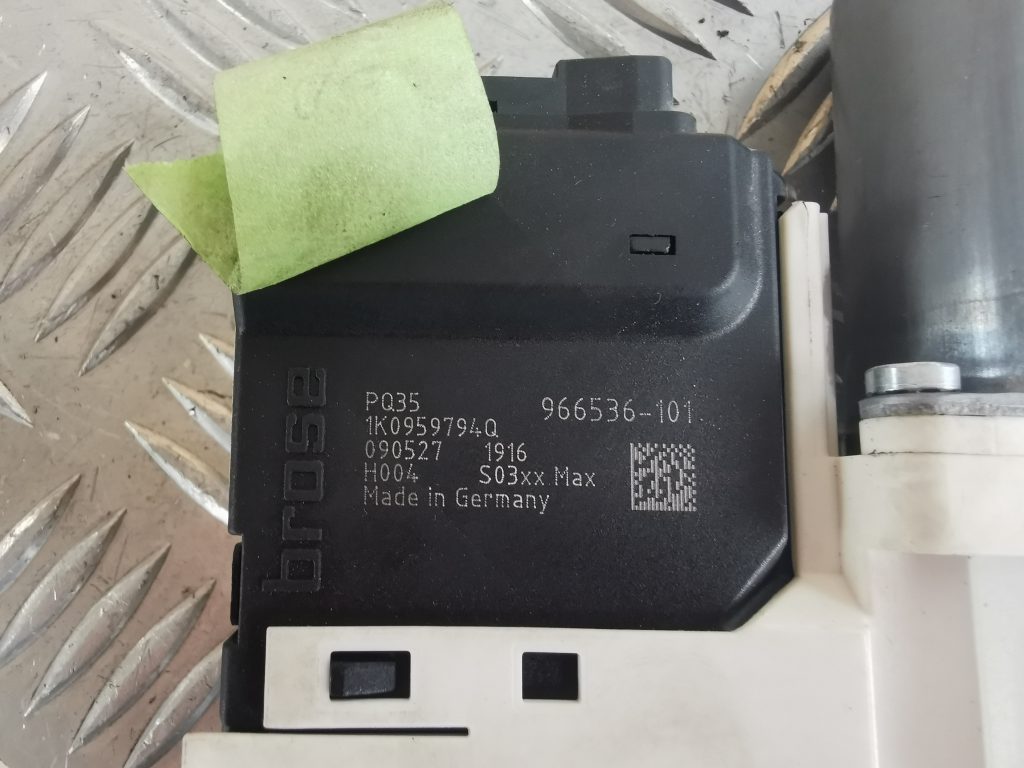 brose
PQ35 966536-101
1K0959794Q
090527 1916
H004 S03xx Max
Made in Germany